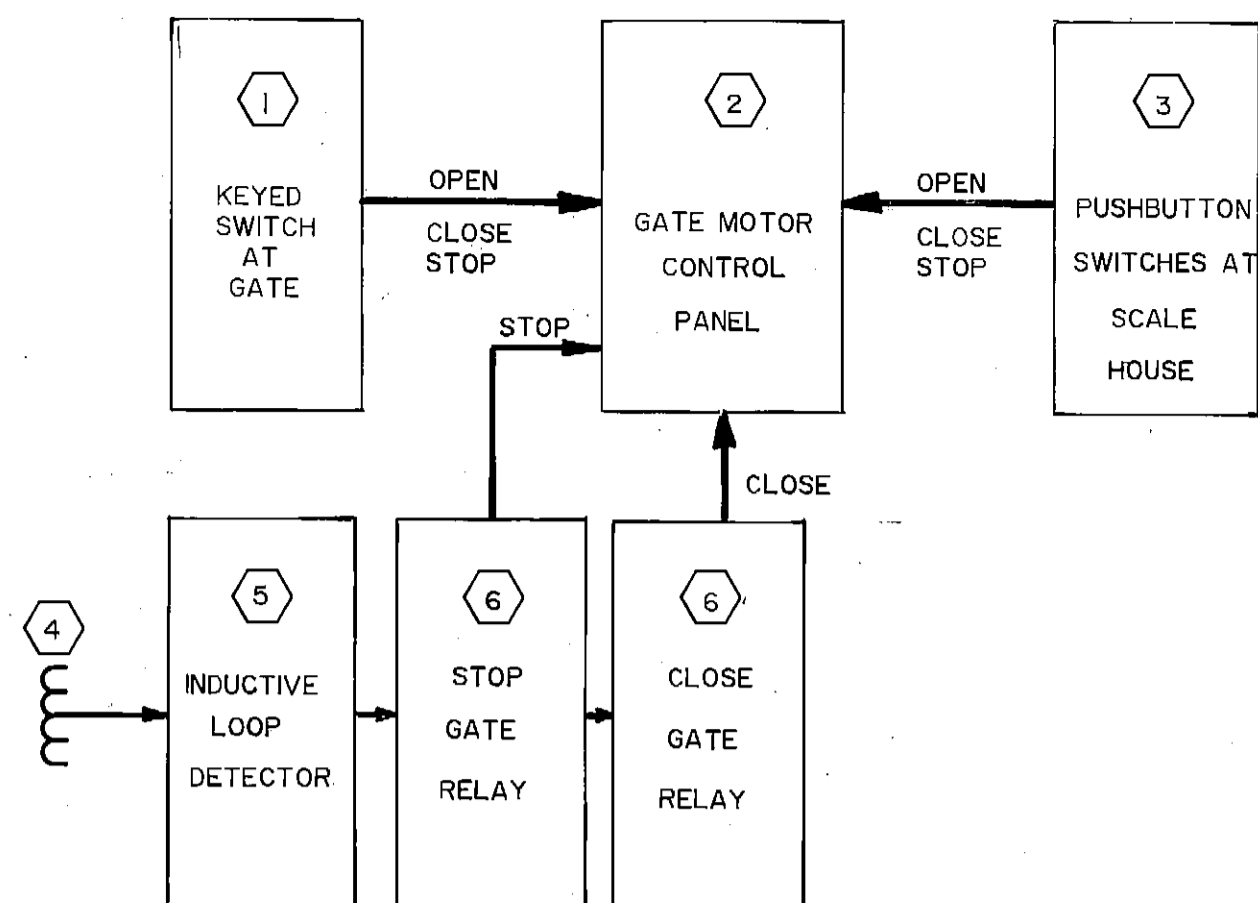 1
KEYED
SWITCH
AT
GATE
OPEN
CLOSE
STOP
2
GATE MOTOR
CONTROL
PANEL
OPEN
CLOSE
STOP
3
PUSHBUTTON
SWITCHES AT
SCALE
HOUSE
STOP
CLOSE
4
5
INDUCTIVE
LOOP
DETECTOR
6
STOP
GATE
RELAY
6
CLOSE
GATE
RELAY